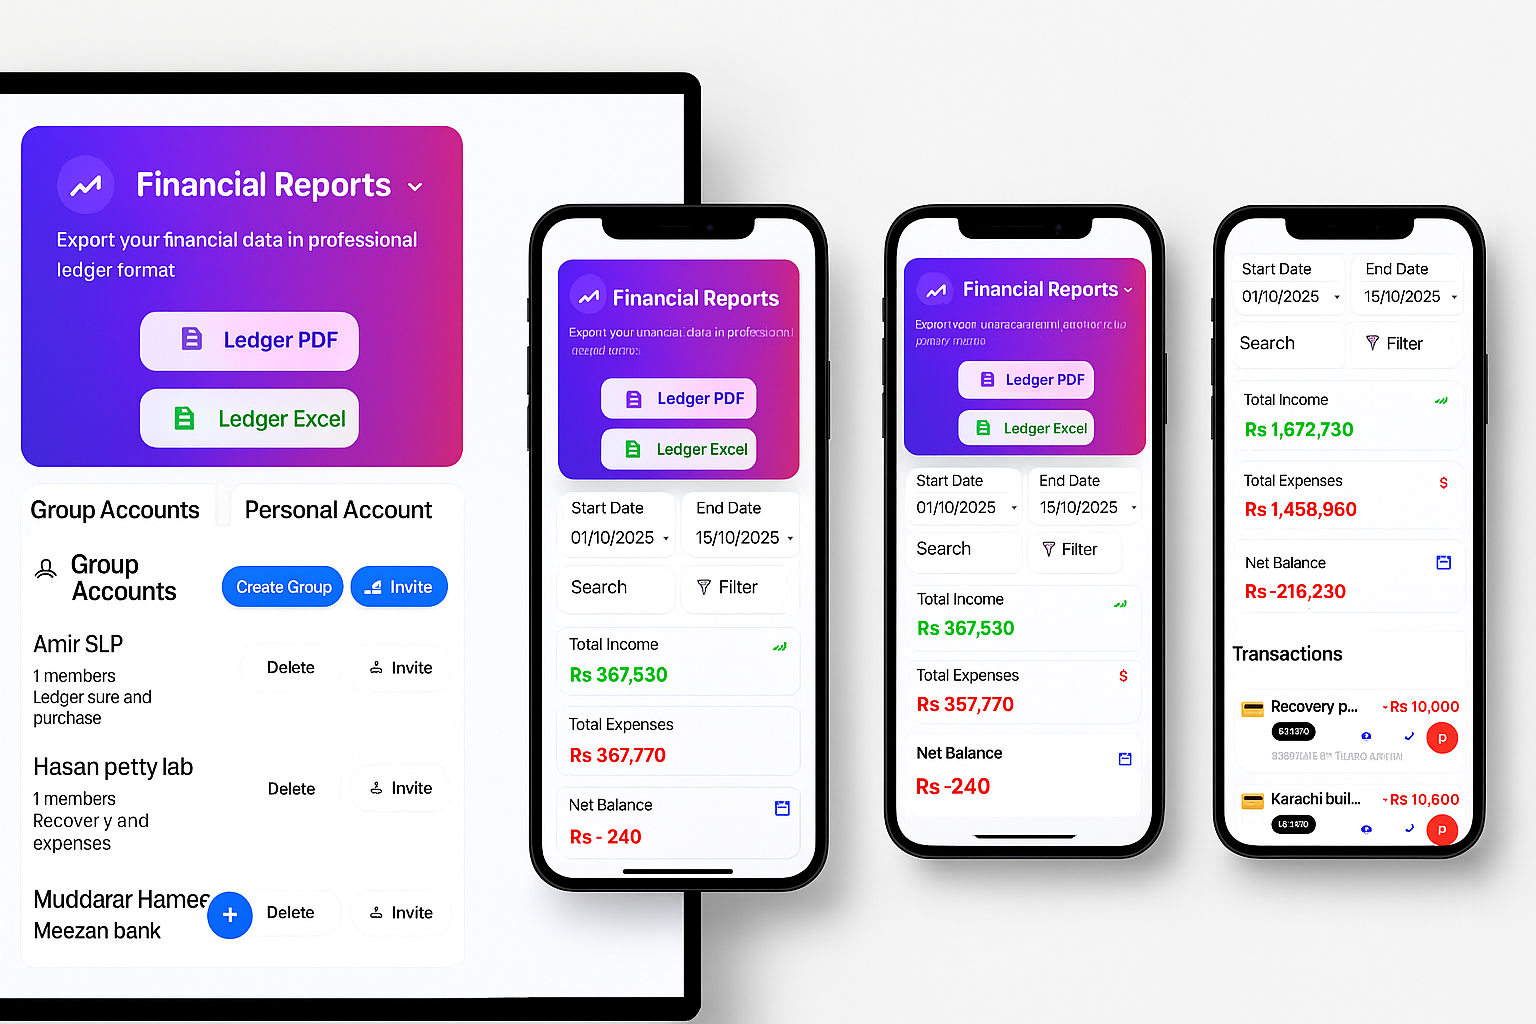 Financial Reports
Export your financial data in professional
ledger format
Ledger PDF
Ledger Excel
Group Accounts
Personal Account
Group
Accounts
Create Group
Invite
Amir SLP
1 members
Ledger sure and
purchase
Delete
Invite
Hasan petty lab
1 members
Recover y and
expenses
Delete
Invite
Muddarar Hamee
Meezan bank
+
Delete
Invite
Financial Reports
Export your data in professional
Ledger PDF
Ledger Excel
Start Date
01/10/2025
End Date
15/10/2025
Search
Filter
Total Income
Rs 367,530
Total Expenses
Rs 367,770
Net Balance
Rs - 240
Financial Reports
Ledger PDF
Ledger Excel
Start Date
01/10/2025
End Date
15/10/2025
Search
Filter
Total Income
Rs 367,530
Total Expenses
$
Rs 357,770
Net Balance
Rs -240
Start Date
01/10/2025
End Date
15/10/2025
Search
Filter
Total Income
Rs 1,672,730
Total Expenses
$
Rs 1,458,960
Net Balance
Rs -216,230
Transactions
Recovery p... -Rs 10,000
p
Karachi buil... -Rs 10,600
p